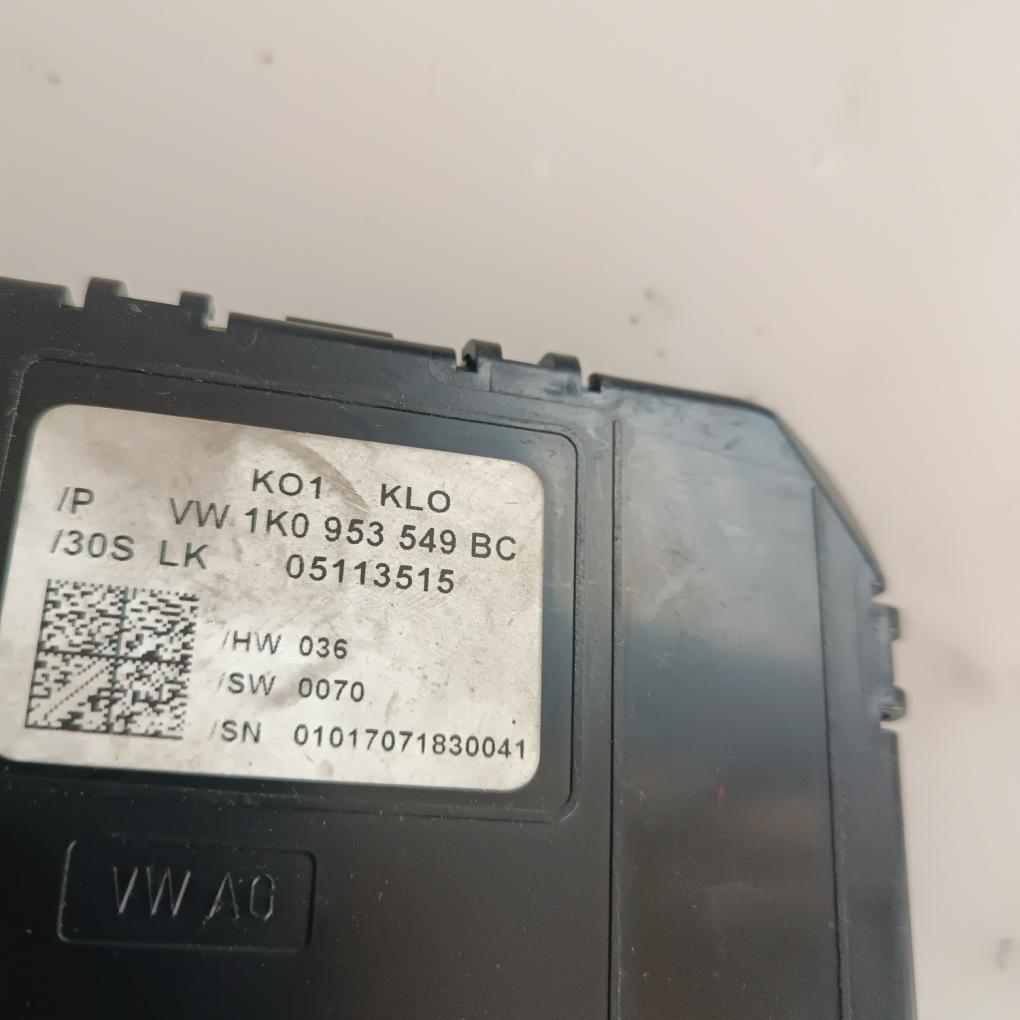 KO1 KLO
/P VW 1K0 953 549 BC
/30S LK 05113515
/HW 036
/SW 0070
/SN 01017071830041
VW AG